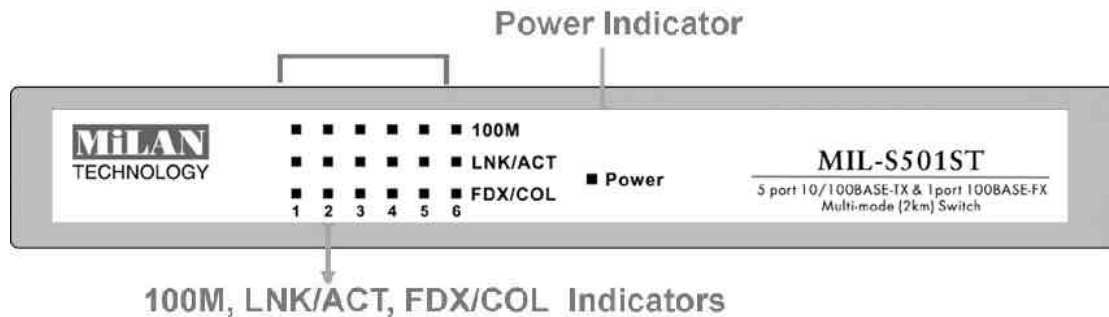 Power Indicator
MiLAN
TECHNOLOGY
100M
LNK/ACT
FDX/COL
1 2 3 4 5 6
Power
MIL-S501ST
5 port 10/100BASE-TX & 1port 100BASE-FX
Multi-mode (2km) Switch
100M, LNK/ACT, FDX/COL Indicators